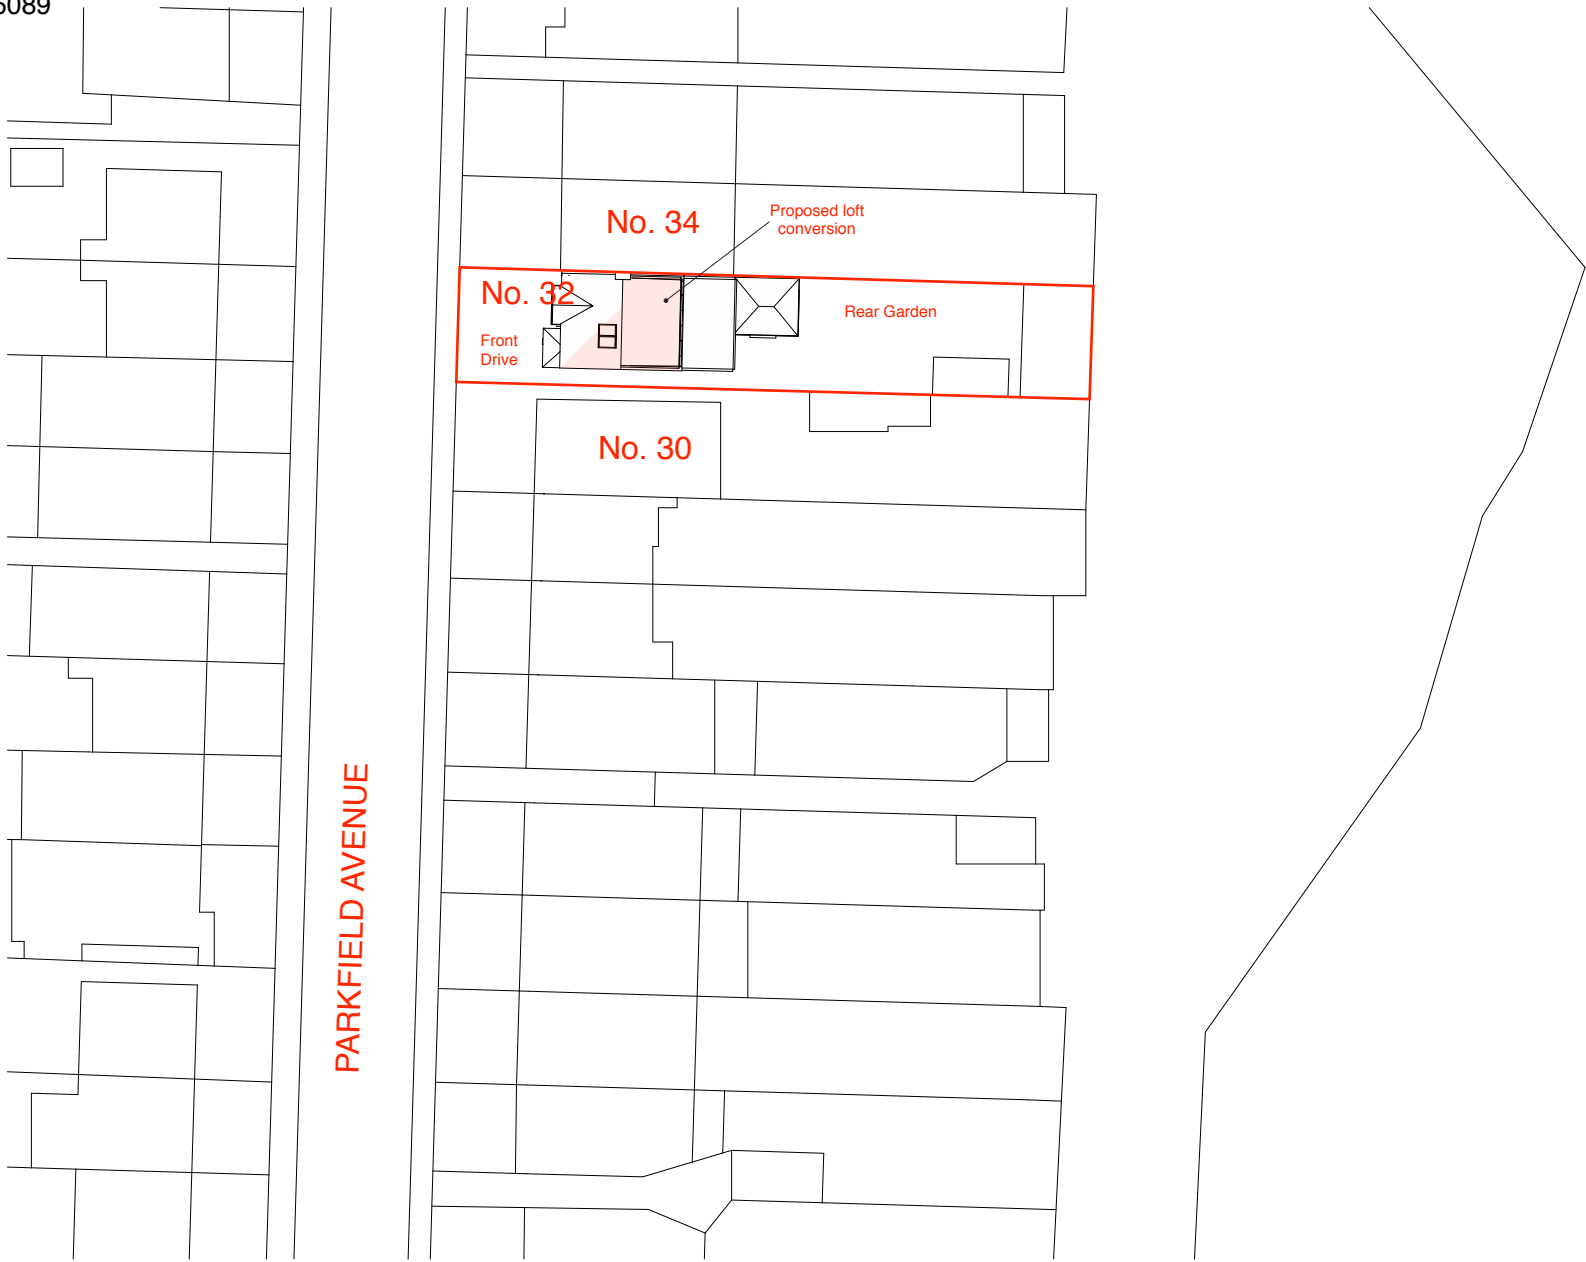 5089
No. 34
Proposed loft
conversion
No. 32
Rear Garden
Front
Drive
No. 30
PARKFIELD AVENUE